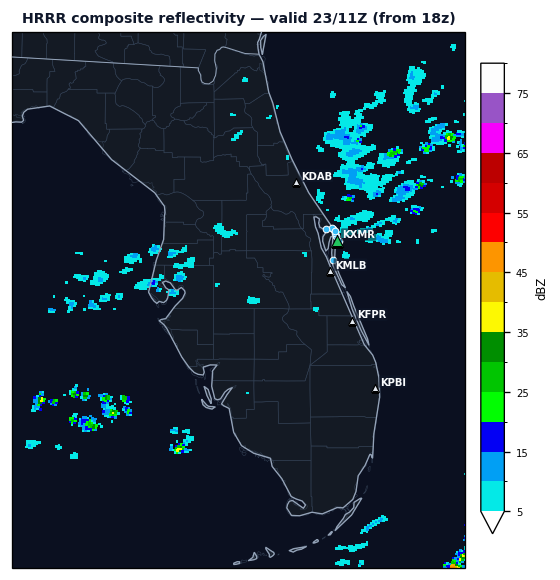 HRRR composite reflectivity — valid 23/11Z (from 18z)
KDAB
KXMR
KMLB
KFPR
KPBI
75
65
55
45
35
25
15
5
dBZ